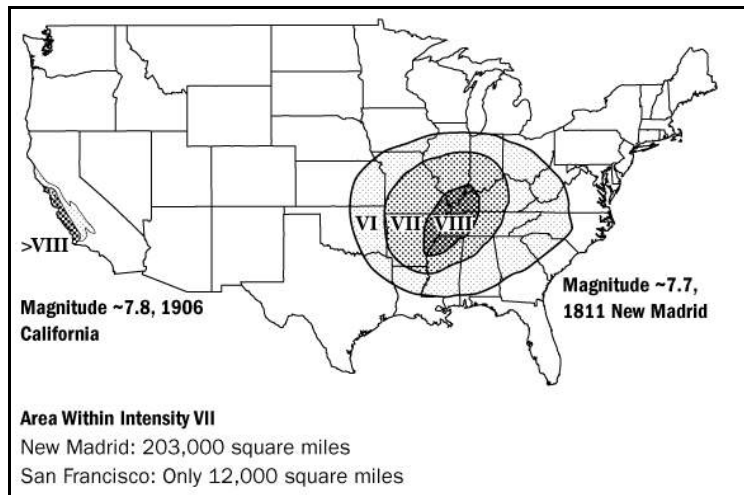 VI VII VIII
>VIII
Magnitude ~7.8, 1906
California
Magnitude ~7.7,
1811 New Madrid
Area Within Intensity VII
New Madrid: 203,000 square miles
San Francisco: Only 12,000 square miles